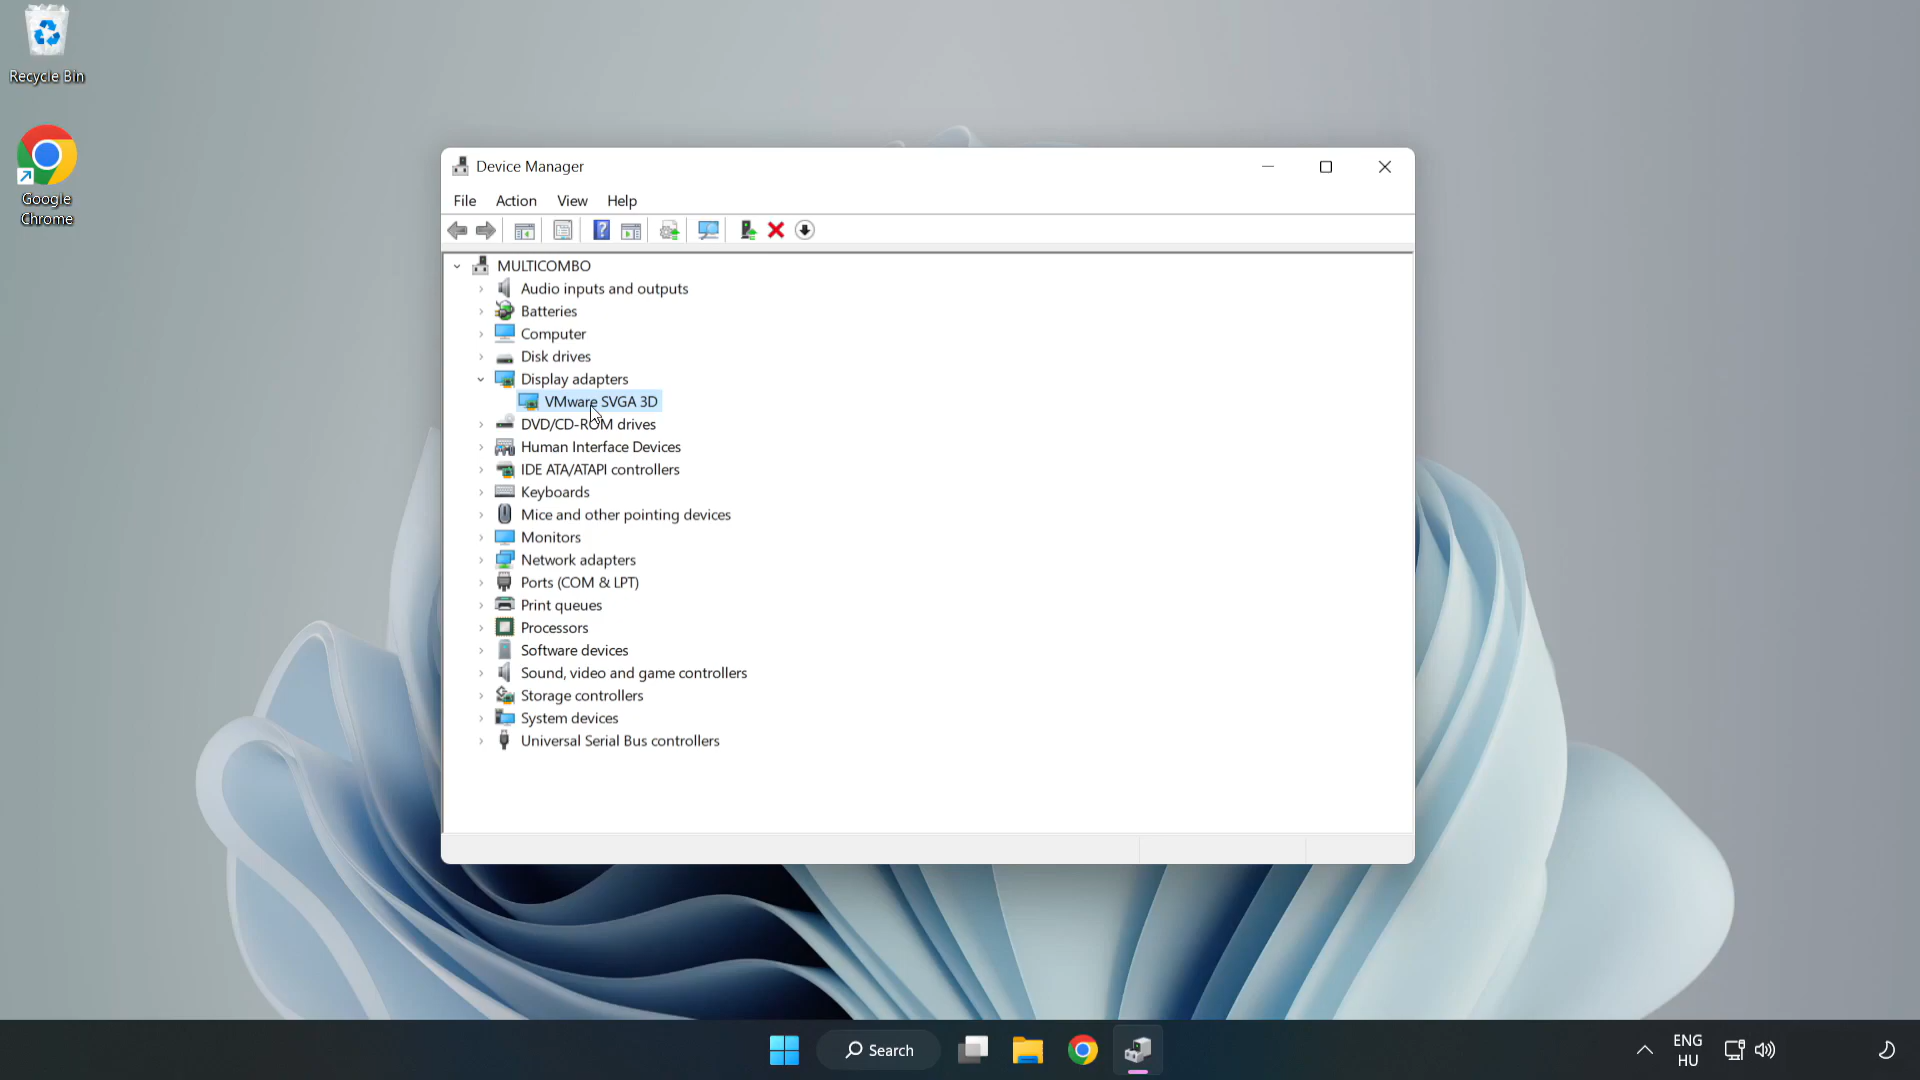 Recycle Bin
Google
Chrome
Device Manager
File Action View Help
MULTICOMBO
Audio inputs and outputs
Batteries
Computer
Disk drives
Display adapters
VMware SVGA 3D
DVD/CD-ROM drives
Human Interface Devices
IDE ATA/ATAPI controllers
Keyboards
Mice and other pointing devices
Monitors
Network adapters
Ports (COM & LPT)
Print queues
Processors
Software devices
Sound, video and game controllers
Storage controllers
System devices
Universal Serial Bus controllers
Search
ENG
HU